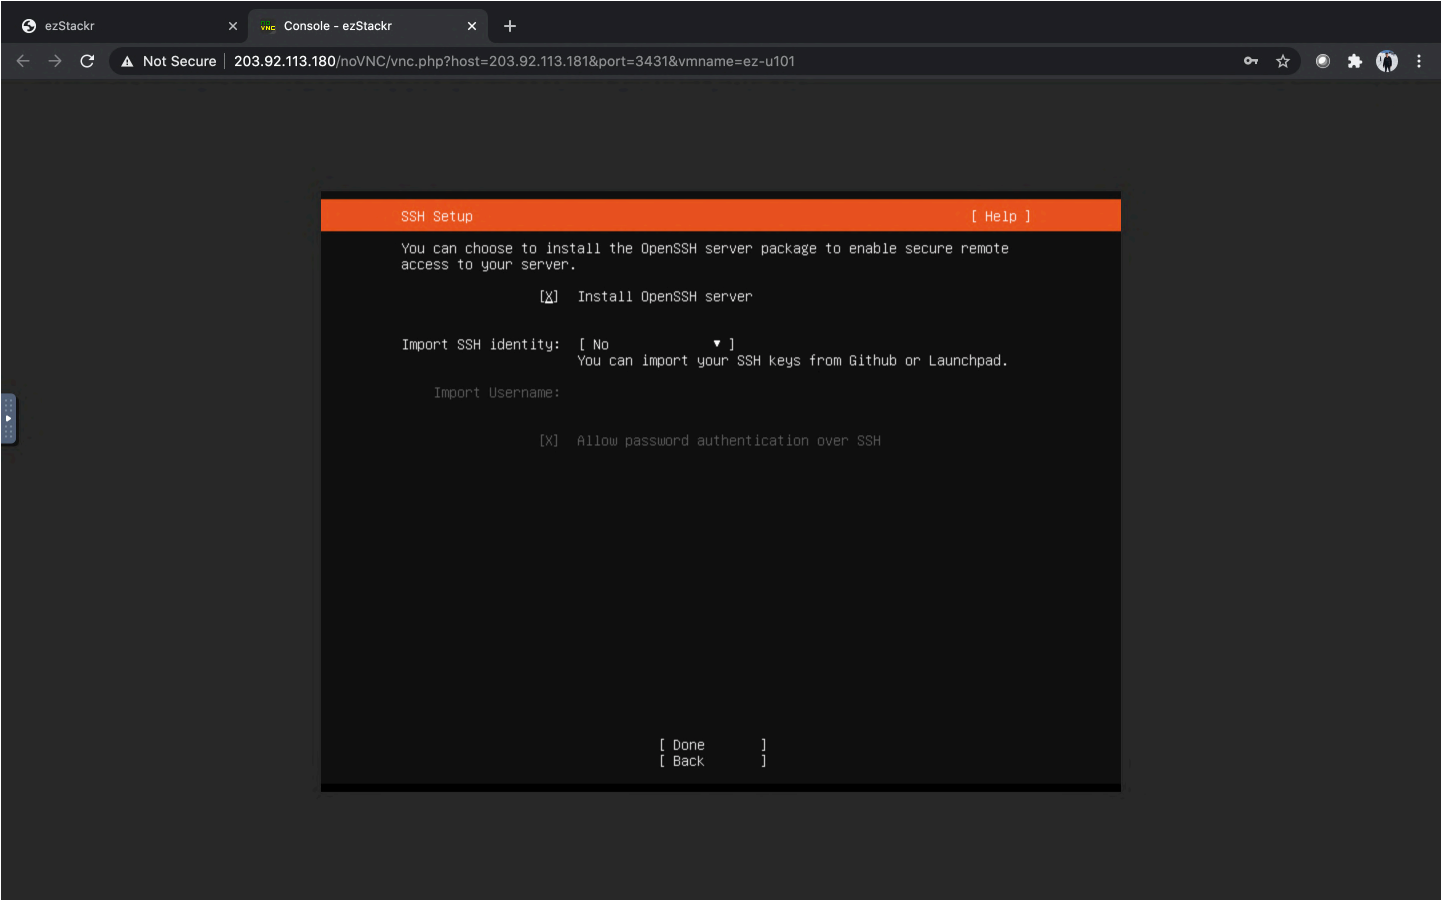 ezStackr
VNC Console - ezStackr
Not Secure 203.92.113.180/noVNC/vnc.php?host=203.92.113.181&port=3431&vmname=ez-u101
SSH Setup [ Help ]
You can choose to install the OpenSSH server package to enable secure remote
access to your server.
[X] Install OpenSSH server
Import SSH identity: [ No ▾ ]
You can import your SSH keys from Github or Launchpad.
Import Username:
[X] Allow password authentication over SSH
[ Done ]
[ Back ]